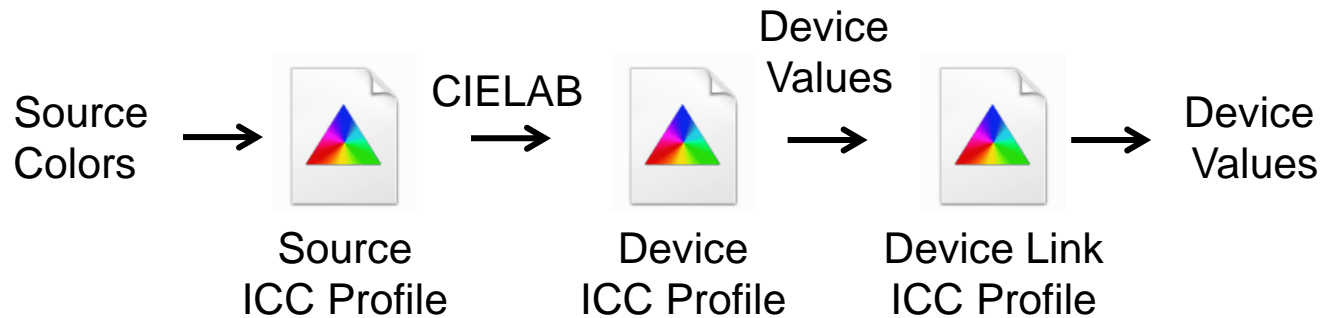 Source
Colors
CIELAB
Device
Values
Device
Values
Source
ICC Profile
Device
ICC Profile
Device Link
ICC Profile